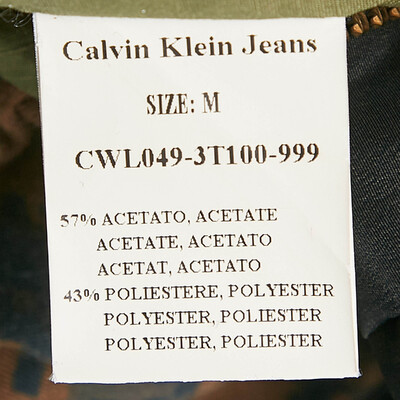 Calvin Klein Jeans
SIZE: M
CWL049-3T100-999
57% ACETATO, ACETATE
ACETATE, ACETATO
ACETAT, ACETATO
43% POLIESTERE, POLYESTER
POLYESTER, POLIESTER
POLYESTER, POLIESTER